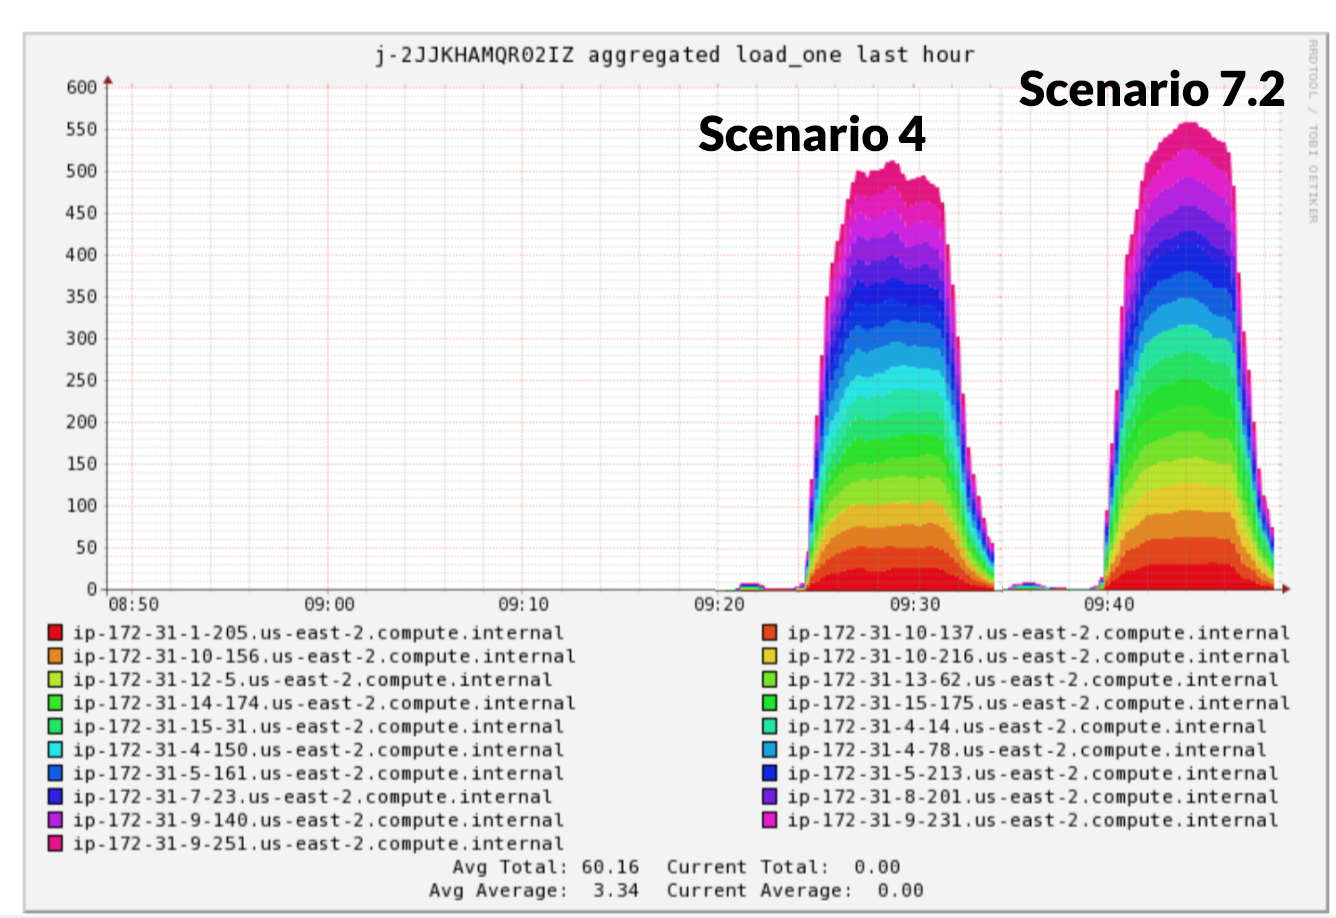 j-2JJKHAMQR02IZ aggregated load_one last hour
RRDTOOL / TOBI OETIKER
Scenario 7.2
Scenario 4
600
550
500
450
400
350
300
250
200
150
100
50
0
08:50 09:00 09:10 09:20 09:30 09:40
ip-172-31-1-205.us-east-2.compute.internal ip-172-31-10-137.us-east-2.compute.internal
ip-172-31-10-156.us-east-2.compute.internal ip-172-31-10-216.us-east-2.compute.internal
ip-172-31-12-5.us-east-2.compute.internal ip-172-31-13-62.us-east-2.compute.internal
ip-172-31-14-174.us-east-2.compute.internal ip-172-31-15-175.us-east-2.compute.internal
ip-172-31-15-31.us-east-2.compute.internal ip-172-31-4-14.us-east-2.compute.internal
ip-172-31-4-150.us-east-2.compute.internal ip-172-31-4-78.us-east-2.compute.internal
ip-172-31-5-161.us-east-2.compute.internal ip-172-31-5-213.us-east-2.compute.internal
ip-172-31-7-23.us-east-2.compute.internal ip-172-31-8-201.us-east-2.compute.internal
ip-172-31-9-140.us-east-2.compute.internal ip-172-31-9-231.us-east-2.compute.internal
ip-172-31-9-251.us-east-2.compute.internal
Avg Total: 60.16 Current Total: 0.00
Avg Average: 3.34 Current Average: 0.00